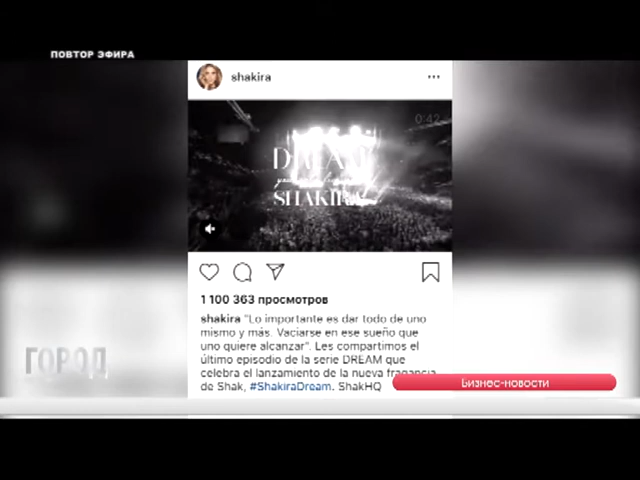 ПОВТОР ЭФИРА
shakira
0:42
DREAM
SHAKIRA
1 100 363 просмотров
shakira "Lo importante es dar todo de uno
mismo y más. Vaciarse en ese sueño que
uno quiere alcanzar". Les compartimos el
último episodio de la serie DREAM que
celebra el lanzamiento de la nueva fragancia
de Shak, #ShakiraDream. ShakHQ
ГОРОД
Бизнес-новости